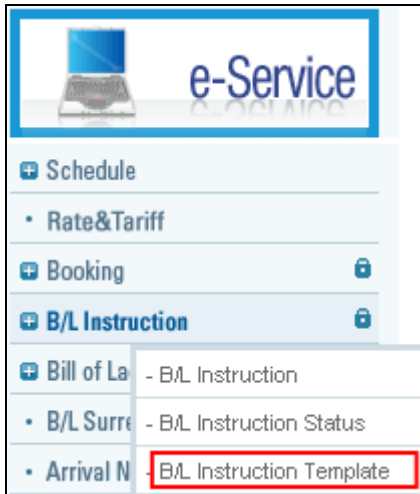 e-Service
Schedule
• Rate&Tariff
Booking
B/L Instruction
Bill of La
- B/L Instruction
• B/L Surre
- B/L Instruction Status
• Arrival N
- B/L Instruction Template